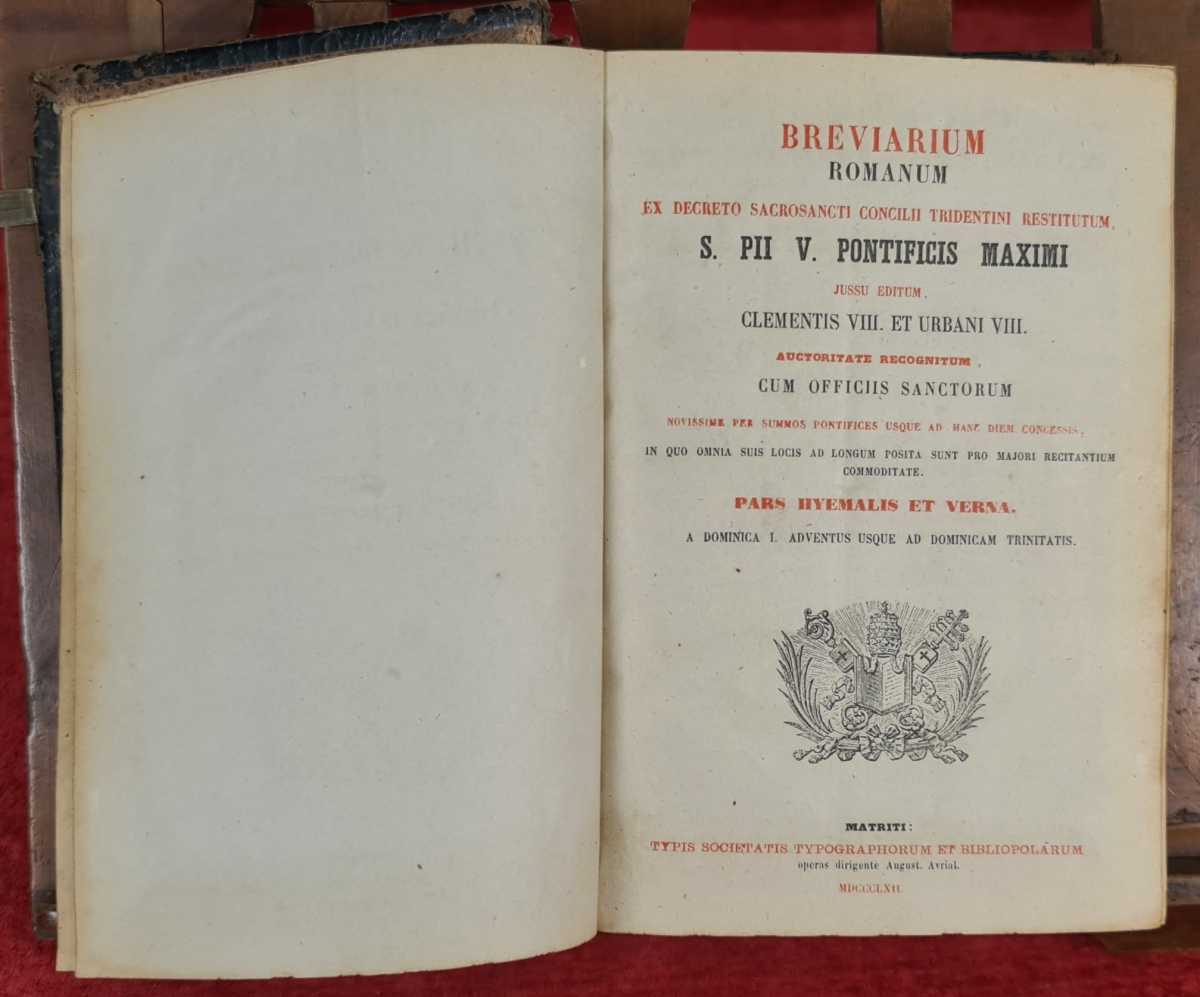 BREVIARIUM
ROMANUM
EX DECRETO SACROSANCTI CONCILII TRIDENTINI RESTITUTUM,
S. PII V. PONTIFICIS MAXIMI
JUSSU EDITUM,
CLEMENTIS VIII. ET URBANI VIII.
AUCTORITATE RECOGNITUM,
CUM OFFICIIS SANCTORUM
NOVISSIME PER SUMMOS PONTIFICES USQUE AD HANC DIEM CONCESSIS,
IN QUO OMNIA SUIS LOCIS AD LONGUM POSITA SUNT PRO MAJORI RECITANTIUM
COMMODITATE.
PARS HYEMALIS ET VERNA.
A DOMINICA I. ADVENTUS USQUE AD DOMINICAM TRINITATIS.
MATRITI:
TYPIS SOCIETATIS TYPOGRAPHORUM ET BIBLIOPOLARUM
operas dirigente August. Avrial.
MDCCCLXII.